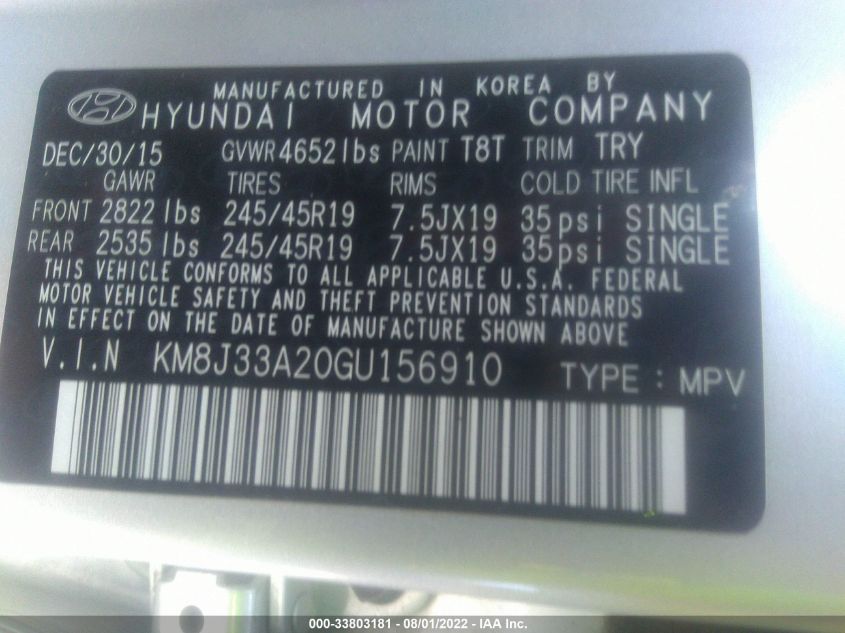 MANUFACTURED IN KOREA BY
HYUNDAI MOTOR COMPANY
DEC/30/15 GVWR 4652lbs PAINT T8T TRIM TRY
GAWR TIRES RIMS COLD TIRE INFL
FRONT 2822 lbs 245/45R19 7.5JX19 35psi SINGLE
REAR 2535 lbs 245/45R19 7.5JX19 35psi SINGLE
THIS VEHICLE CONFORMS TO ALL APPLICABLE U.S.A. FEDERAL
MOTOR VEHICLE SAFETY AND THEFT PREVENTION STANDARDS
IN EFFECT ON THE DATE OF MANUFACTURE SHOWN ABOVE
V.I.N KM8J33A20GU156910 TYPE : MPV
000-33803181 - 08/01/2022 - IAA Inc.